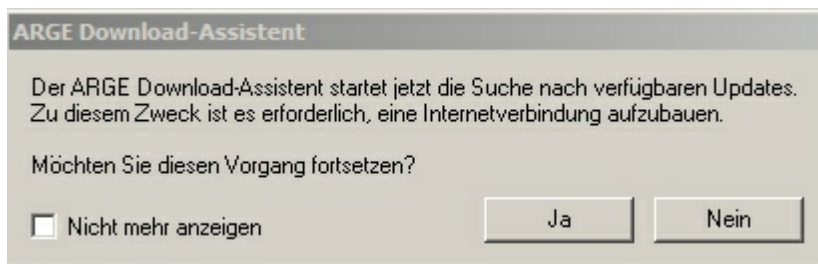 ARGE Download-Assistent
Der ARGE Download-Assistent startet jetzt die Suche nach verfügbaren Updates.
Zu diesem Zweck ist es erforderlich, eine Internetverbindung aufzubauen.
Möchten Sie diesen Vorgang fortsetzen?
Nicht mehr anzeigen
Ja
Nein